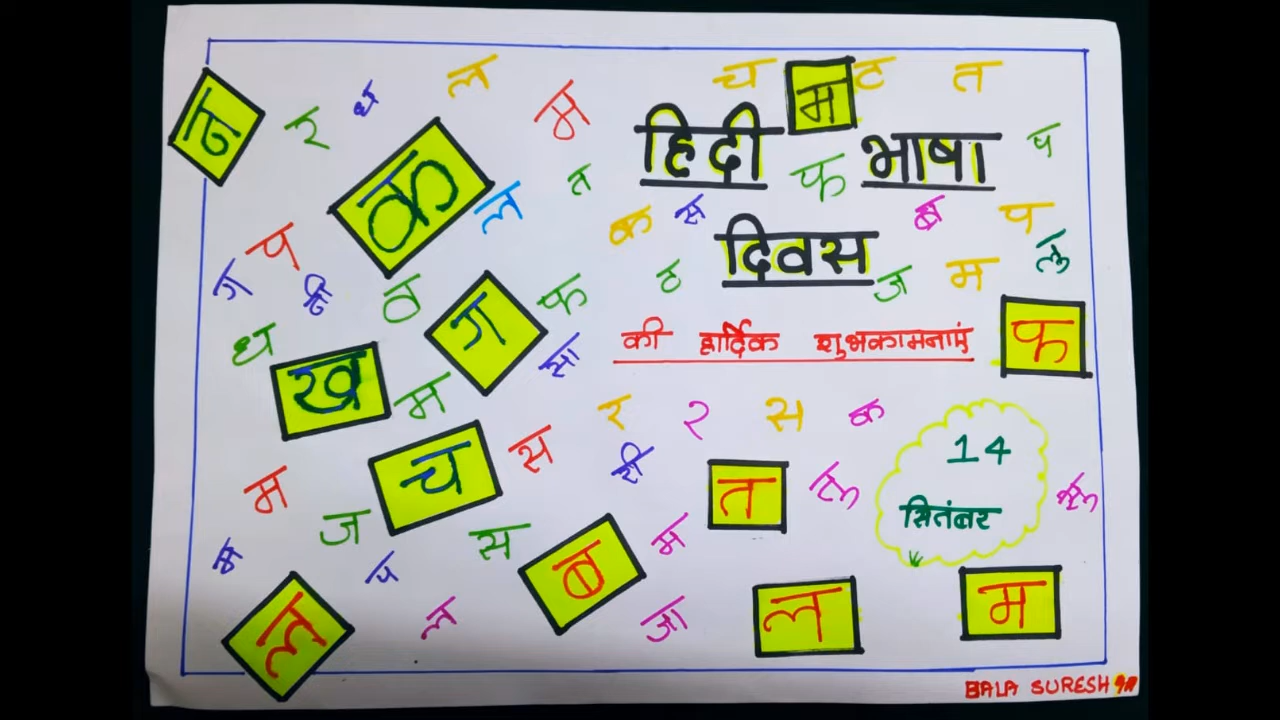 च म ट त
र थ ल म
हिंदी भाषा
दिवस
की हार्दिक शुभकामनाएं
क ल त फ प
प क स ब प
ग ठ ग फ ठ ज म
ध ख म सा फ
र र स क
म च स री त
14
सितंबर
ज स ब म
प ल जा ल म
BALA SURESH